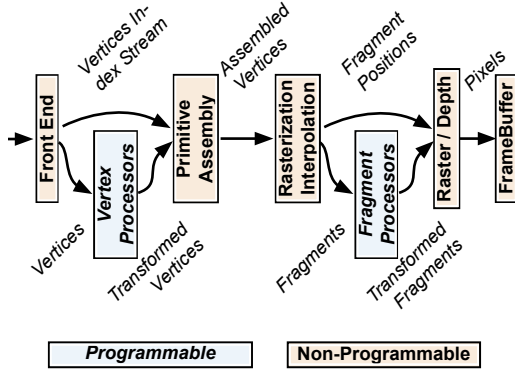 Vertices In-
dex Stream
Assembled
Vertices
Fragment
Positions
Pixels
Front End
Vertex
Processors
Primitive
Assembly
Rasterization
Interpolation
Fragment
Processors
Raster / Depth
FrameBuffer
Vertices
Transformed
Vertices
Fragments
Transformed
Fragments
Programmable
Non-Programmable